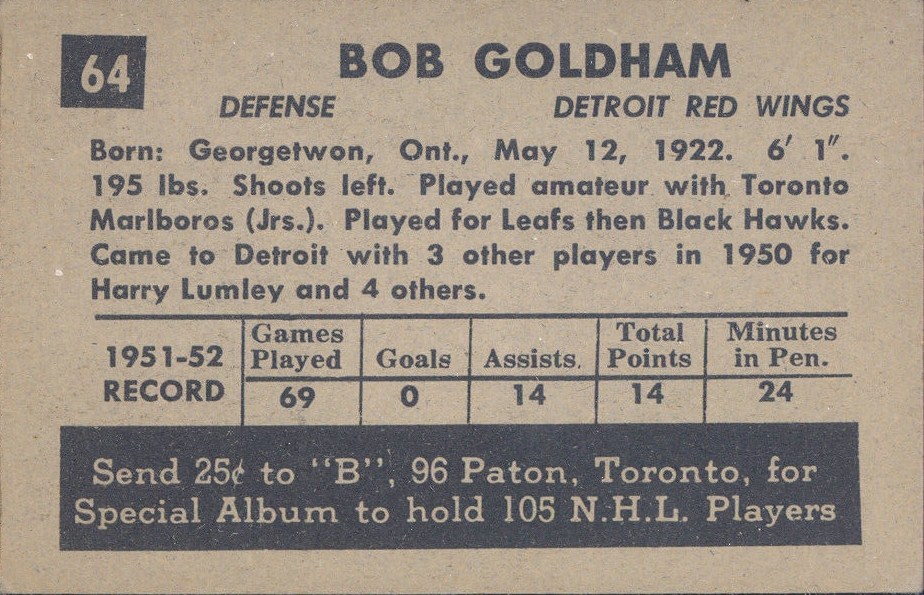 64
BOB GOLDHAM
DEFENSE DETROIT RED WINGS
Born: Georgetwon, Ont., May 12, 1922. 6' 1".
195 lbs. Shoots left. Played amateur with Toronto
Marlboros (Jrs.). Played for Leafs then Black Hawks.
Came to Detroit with 3 other players in 1950 for
Harry Lumley and 4 others.
1951-52 RECORD
Games Played Goals Assists. Total Points Minutes in Pen.
69 0 14 14 24
Send 25¢ to "B", 96 Paton, Toronto, for
Special Album to hold 105 N.H.L. Players